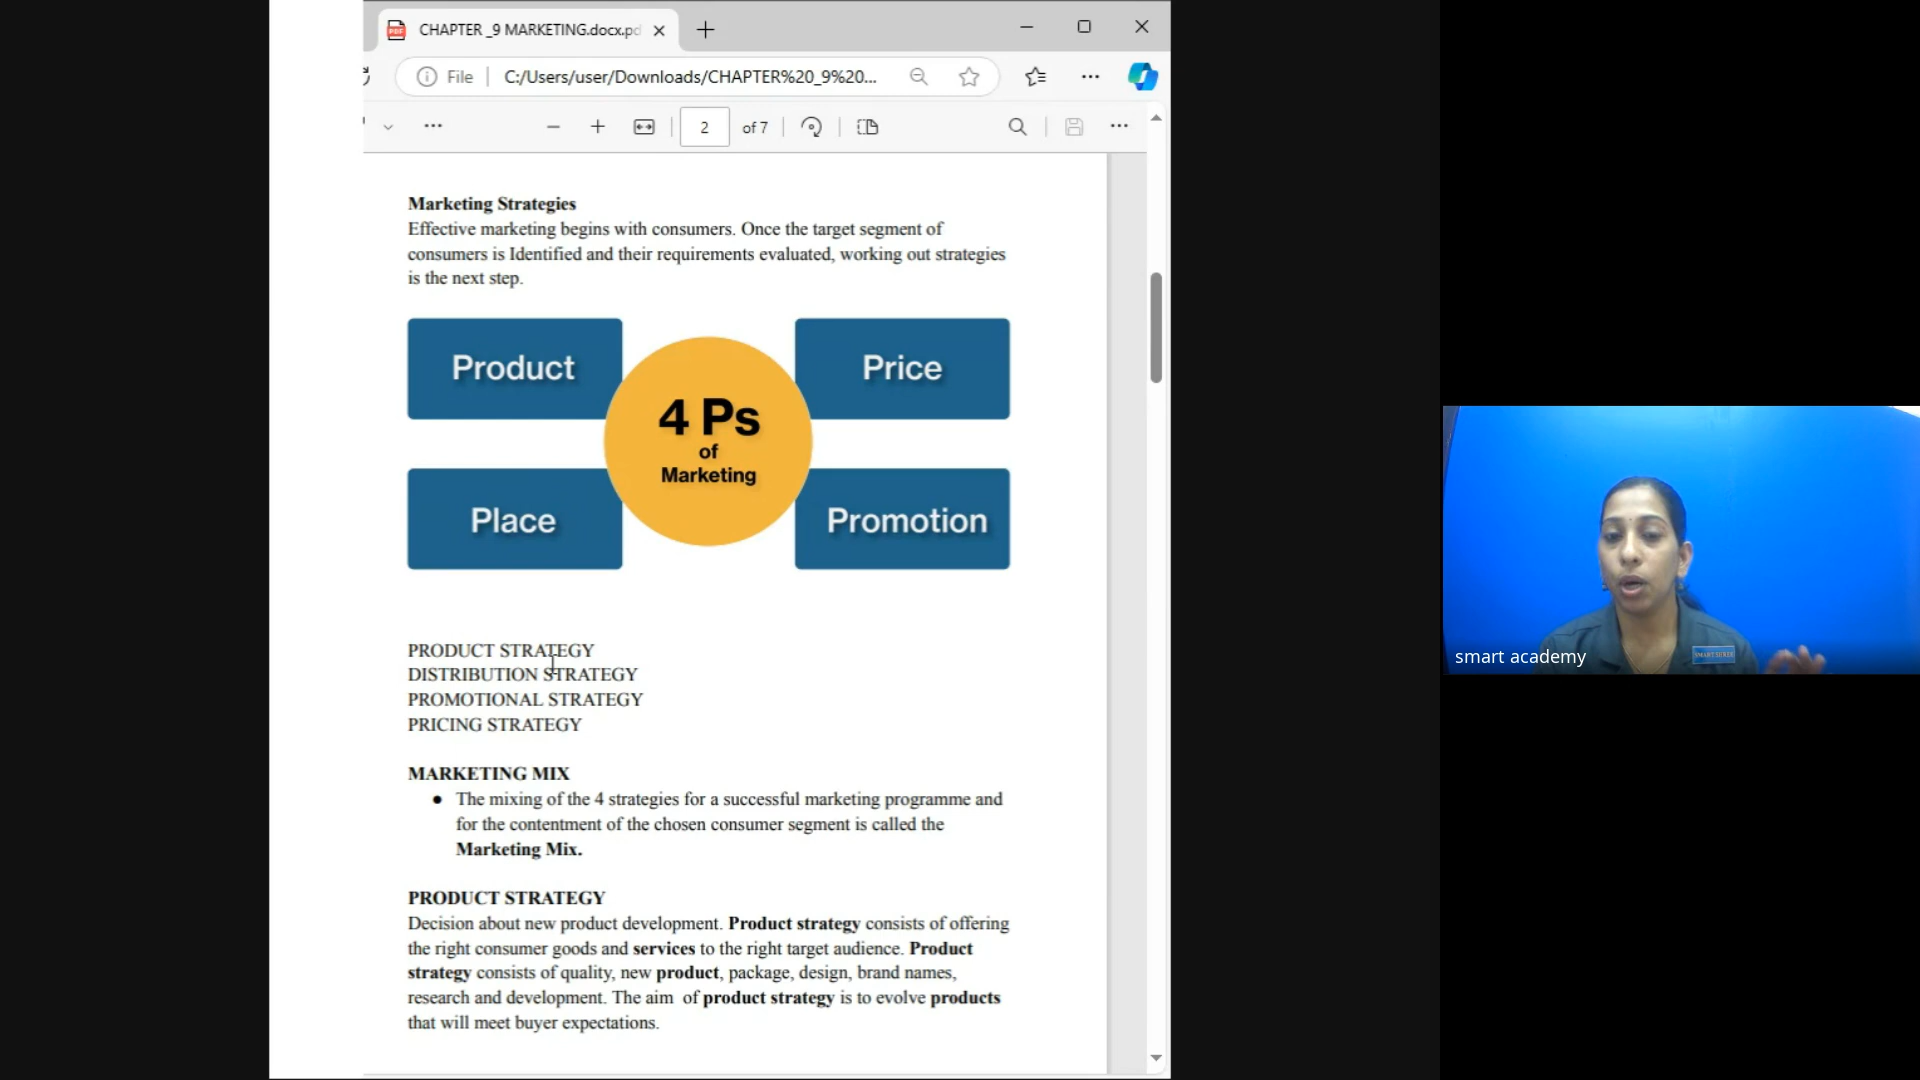 CHAPTER _9 MARKETING.docx.pd
File
C:/Users/user/Downloads/CHAPTER%20_9%20...
2 of 7
Marketing Strategies
Effective marketing begins with consumers. Once the target segment of
consumers is Identified and their requirements evaluated, working out strategies
is the next step.
Product
Price
4 Ps
of
Marketing
Place
Promotion
PRODUCT STRATEGY
DISTRIBUTION STRATEGY
PROMOTIONAL STRATEGY
PRICING STRATEGY
MARKETING MIX
● The mixing of the 4 strategies for a successful marketing programme and
for the contentment of the chosen consumer segment is called the
Marketing Mix.
PRODUCT STRATEGY
Decision about new product development. Product strategy consists of offering
the right consumer goods and services to the right target audience. Product
strategy consists of quality, new product, package, design, brand names,
research and development. The aim of product strategy is to evolve products
that will meet buyer expectations.
smart academy